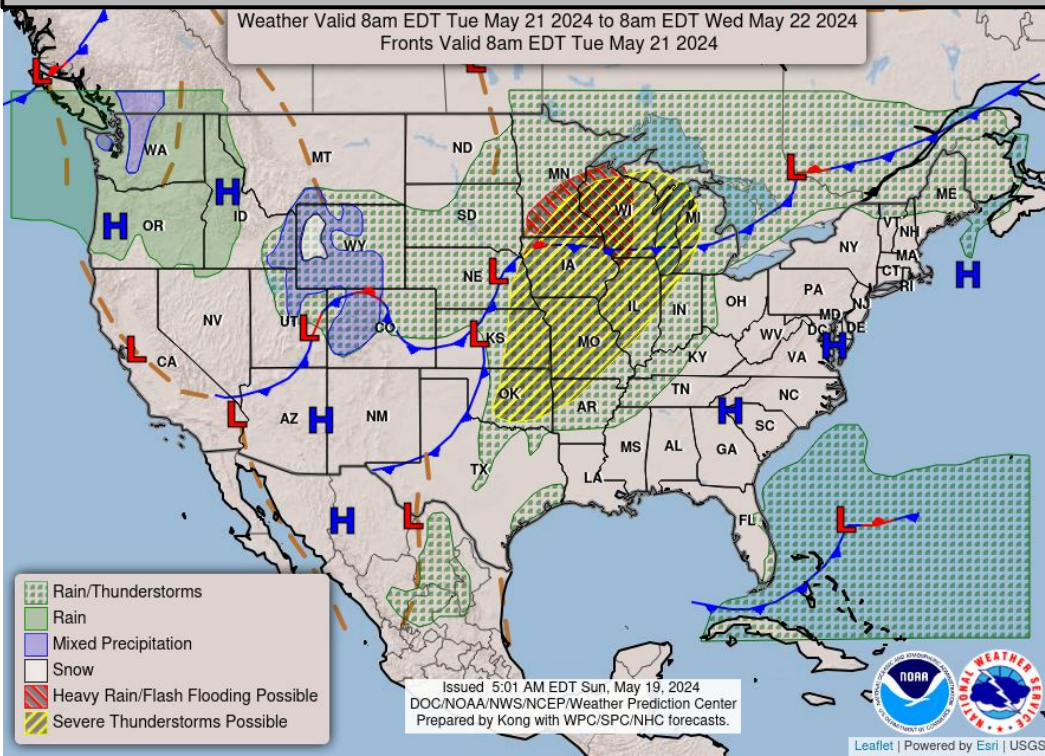 Weather Valid 8am EDT Tue May 21 2024 to 8am EDT Wed May 22 2024
Fronts Valid 8am EDT Tue May 21 2024
L
L
WA
MT
ND
MN
L
ME
H
H
OR
ID
WY
SD
WI
MI
VT
NH
NY
MA
CT
RI
H
NE
L
IA
PA
NJ
OH
IL
IN
MD
DE
DC
H
WV
VA
NV
UT
L
CO
L
KS
MO
KY
L
CA
L
AZ
H
NM
OK
AR
TN
NC
H
SC
MS
AL
GA
TX
LA
FL
H
L
L
Rain/Thunderstorms
Rain
Mixed Precipitation
Snow
Heavy Rain/Flash Flooding Possible
Severe Thunderstorms Possible
Issued 5:01 AM EDT Sun, May 19, 2024
DOC/NOAA/NWS/NCEP/Weather Prediction Center
Prepared by Kong with WPC/SPC/NHC forecasts.
NOAA
NATIONAL WEATHER SERVICE
Leaflet | Powered by Esri | USGS